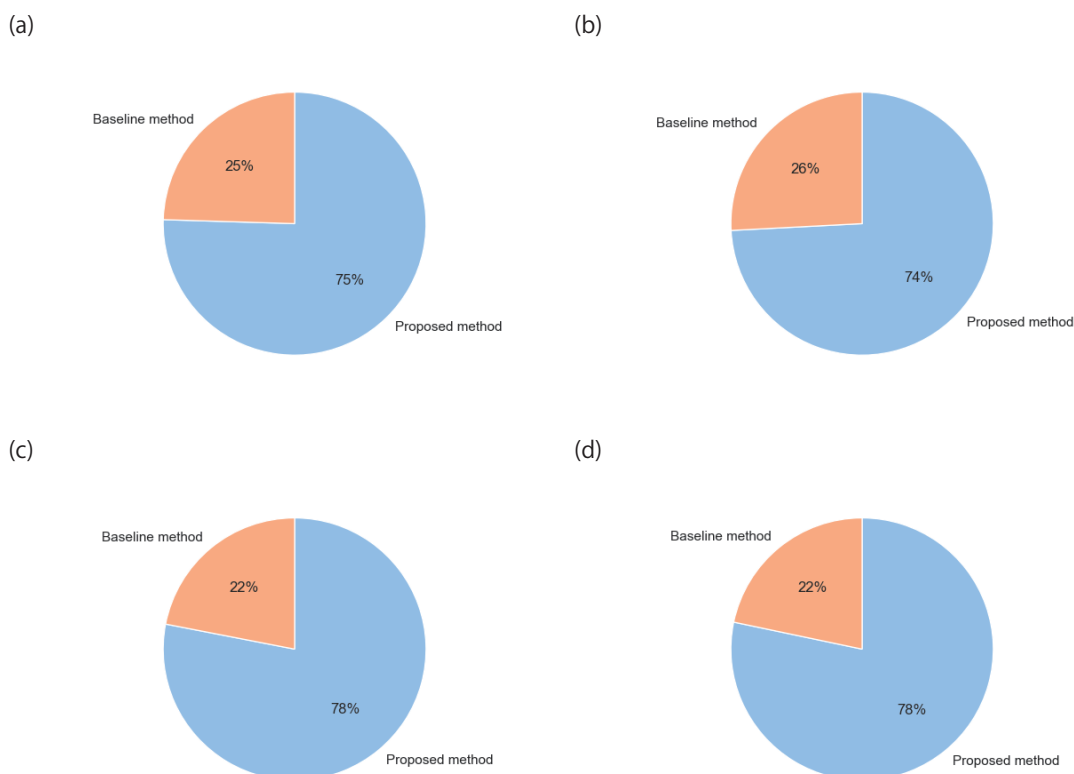 (a)
(b)
Baseline method
25%
75%
Proposed method
Baseline method
26%
74%
Proposed method
(c)
(d)
Baseline method
22%
78%
Proposed method
Baseline method
22%
78%
Proposed method